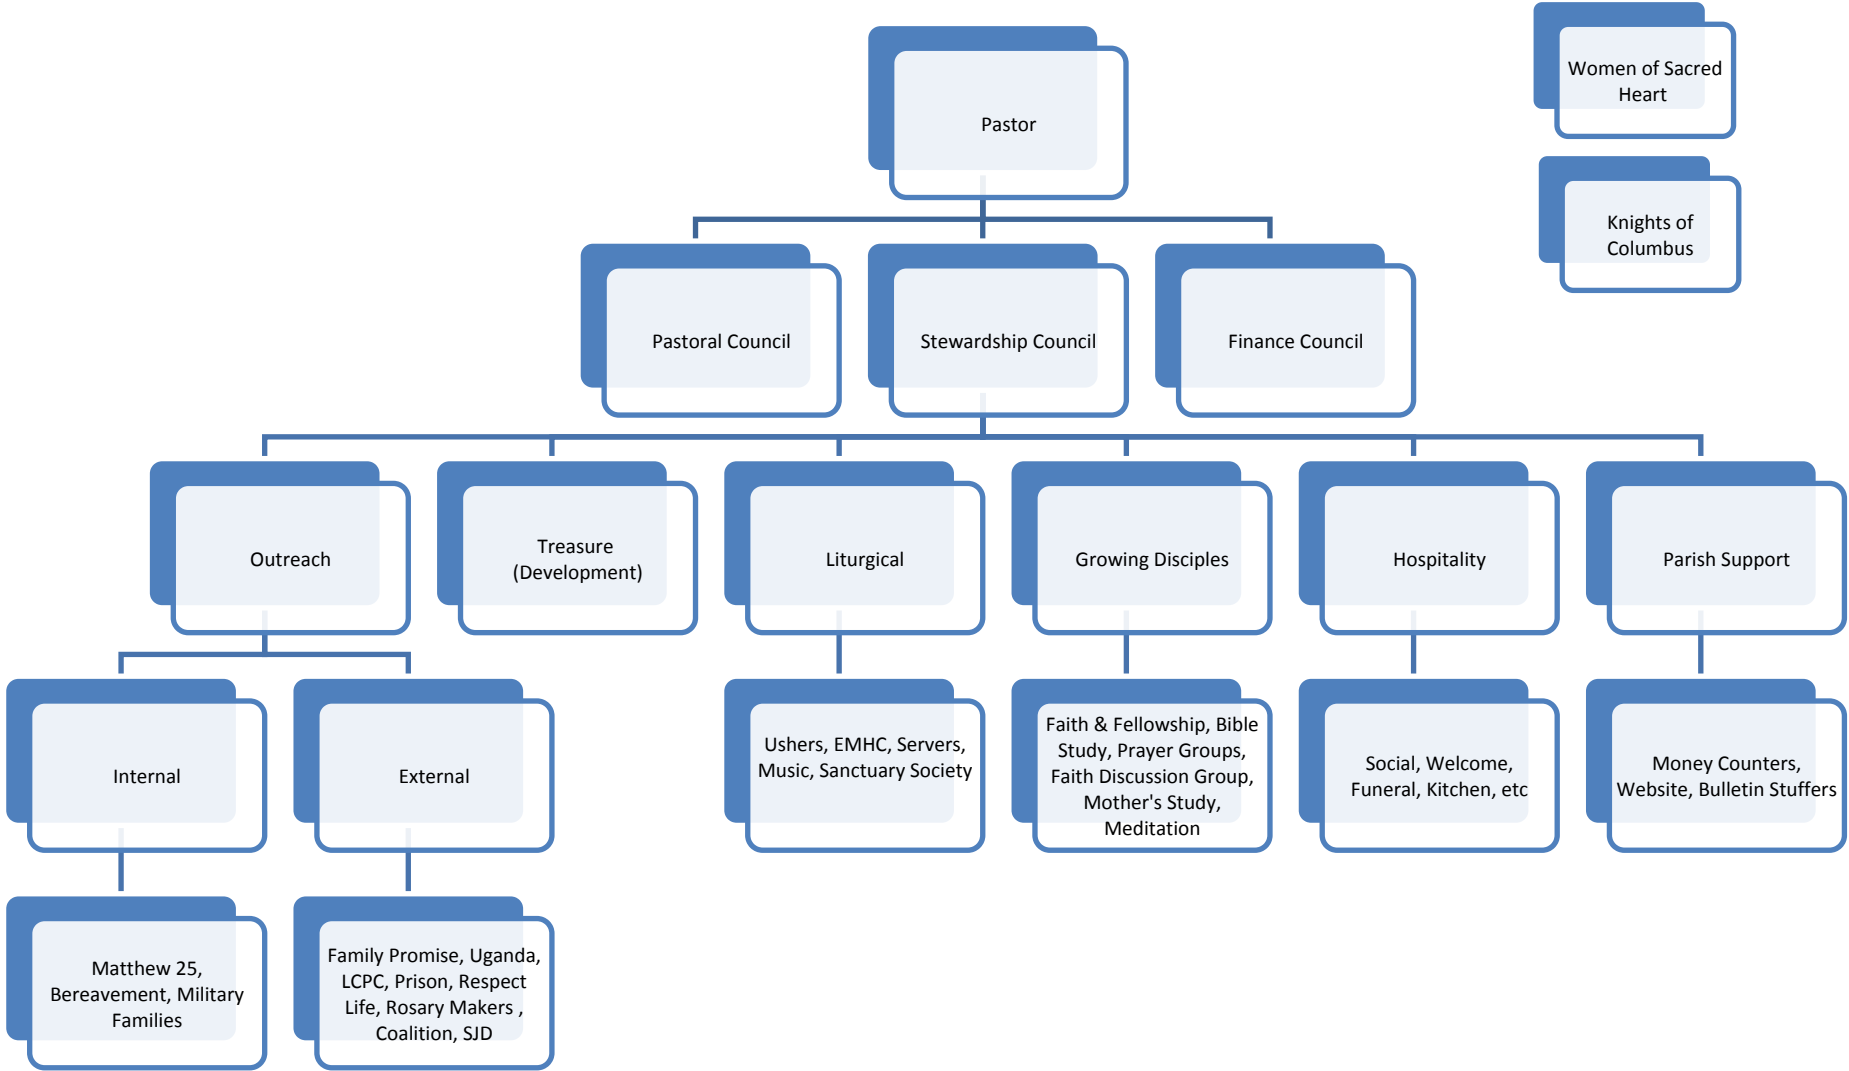 Pastor
Women of Sacred
Heart
Knights of
Columbus
Pastoral Council
Stewardship Council
Finance Council
Outreach
Treasure
(Development)
Liturgical
Growing Disciples
Hospitality
Parish Support
Internal
External
Ushers, EMHC, Servers,
Music, Sanctuary Society
Faith & Fellowship, Bible
Study, Prayer Groups,
Faith Discussion Group,
Mother's Study,
Meditation
Social, Welcome,
Funeral, Kitchen, etc
Money Counters,
Website, Bulletin Stuffers
Matthew 25,
Bereavement, Military
Families
Family Promise, Uganda,
LCPC, Prison, Respect
Life, Rosary Makers ,
Coalition, SJD